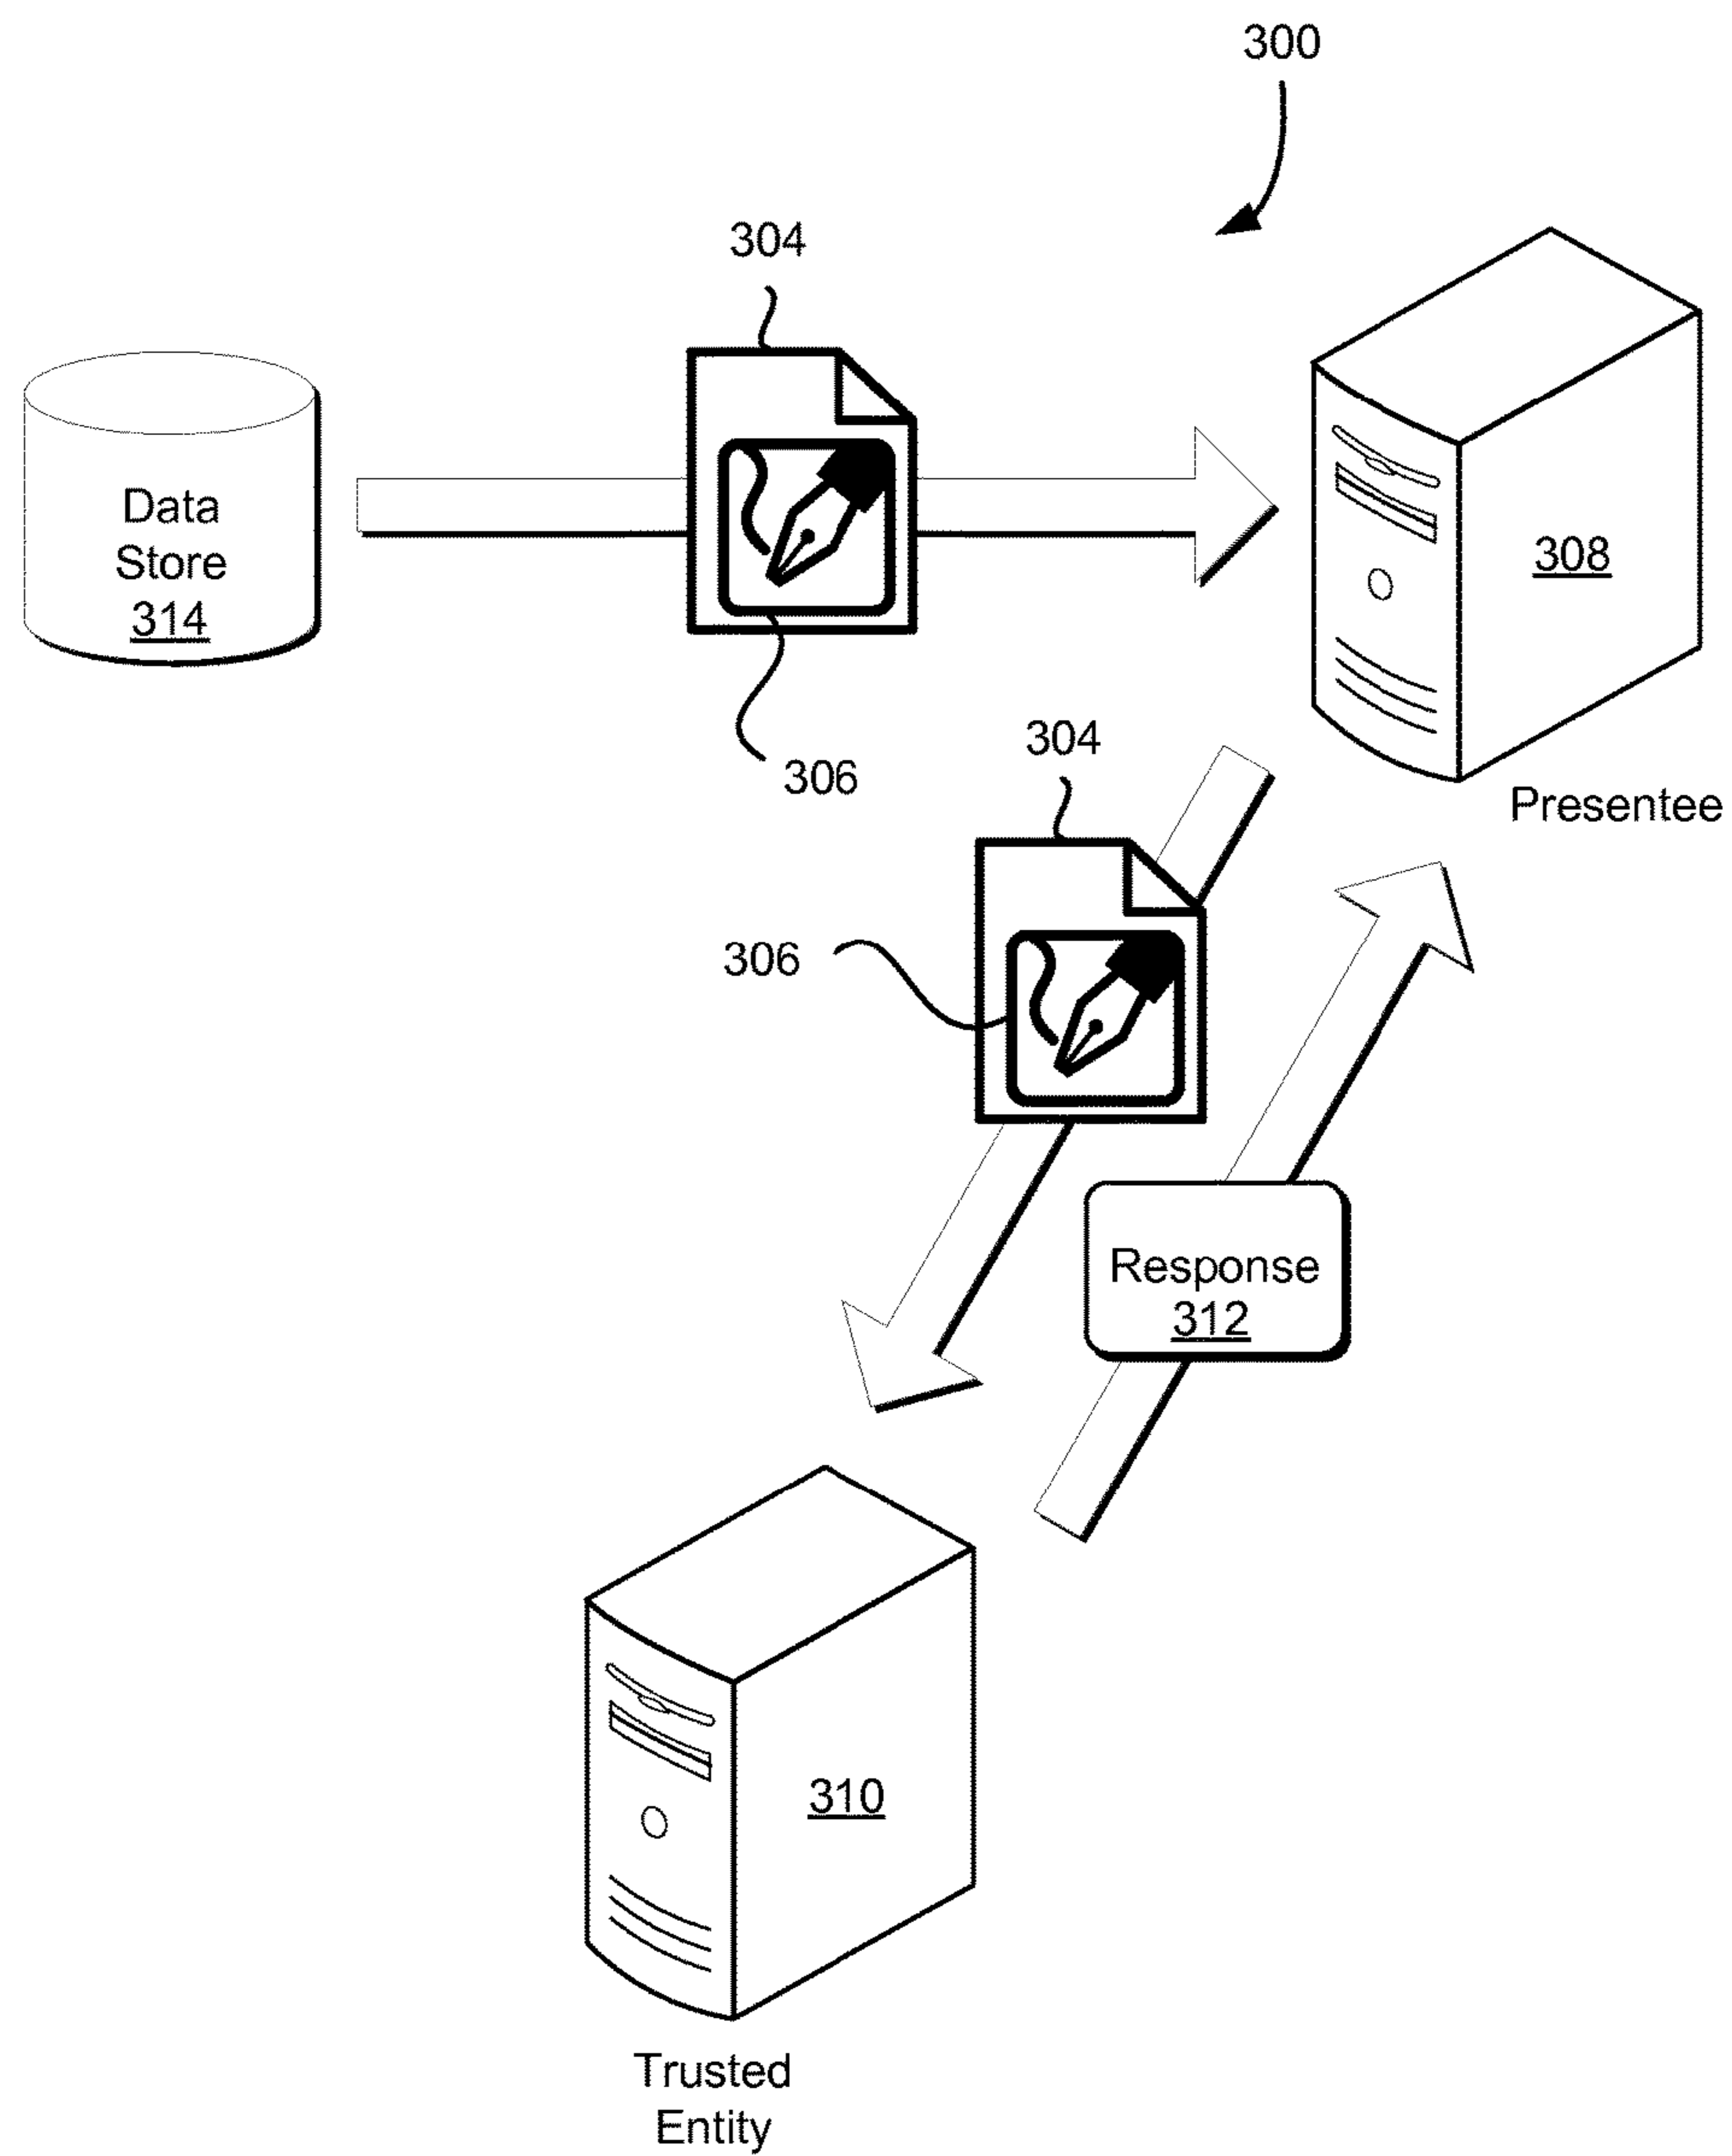 300
304
Data
Store
314
308
306
304
Presentee
306
Response
312
310
Trusted
Entity